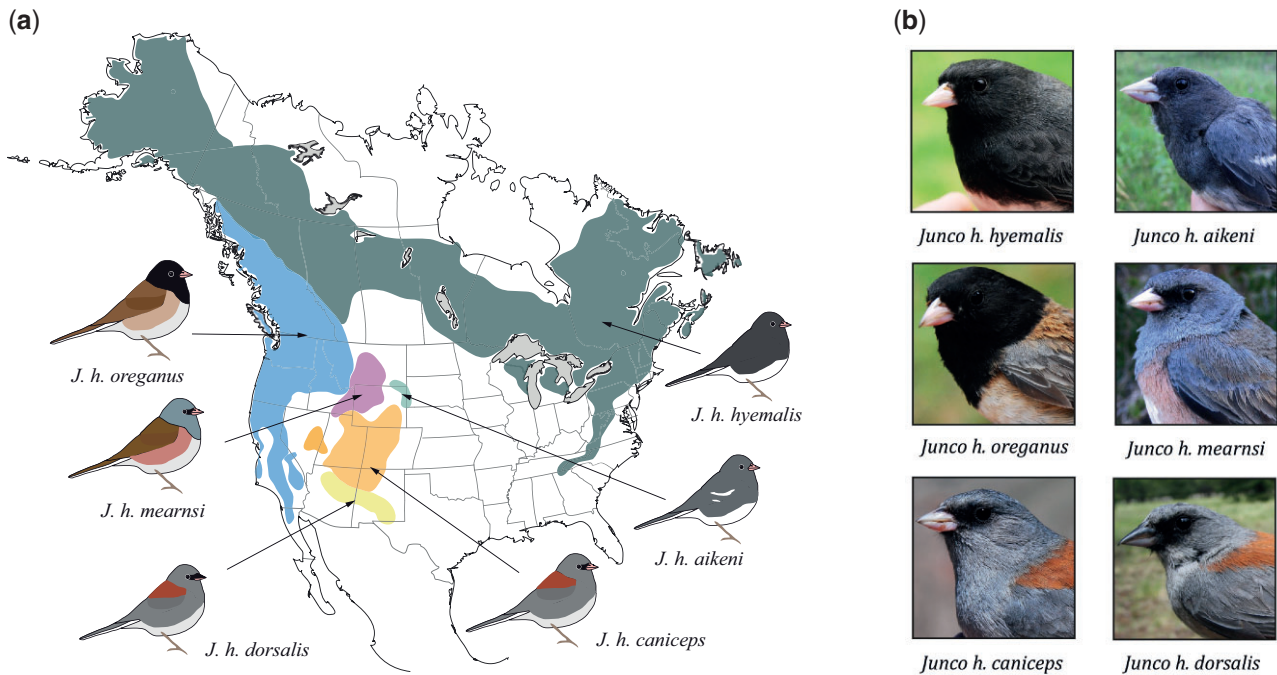 (a)
J. h. oreganus
J. h. mearnsi
J. h. dorsalis
J. h. caniceps
J. h. aikeni
J. h. hyemalis
(b)
Junco h. hyemalis
Junco h. aikeni
Junco h. oreganus
Junco h. mearnsi
Junco h. caniceps
Junco h. dorsalis